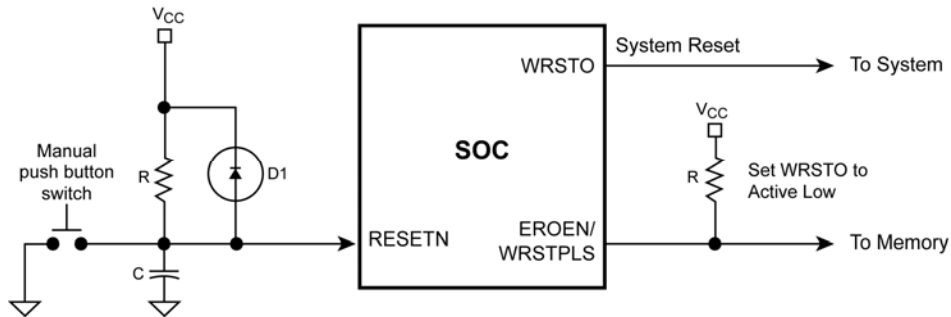 VCC
Manual
push button
switch
R
D1
C
RESETN
SOC
WRSTO
EROEN/
WRSTPLS
System Reset
To System
VCC
R
Set WRSTO to
Active Low
To Memory